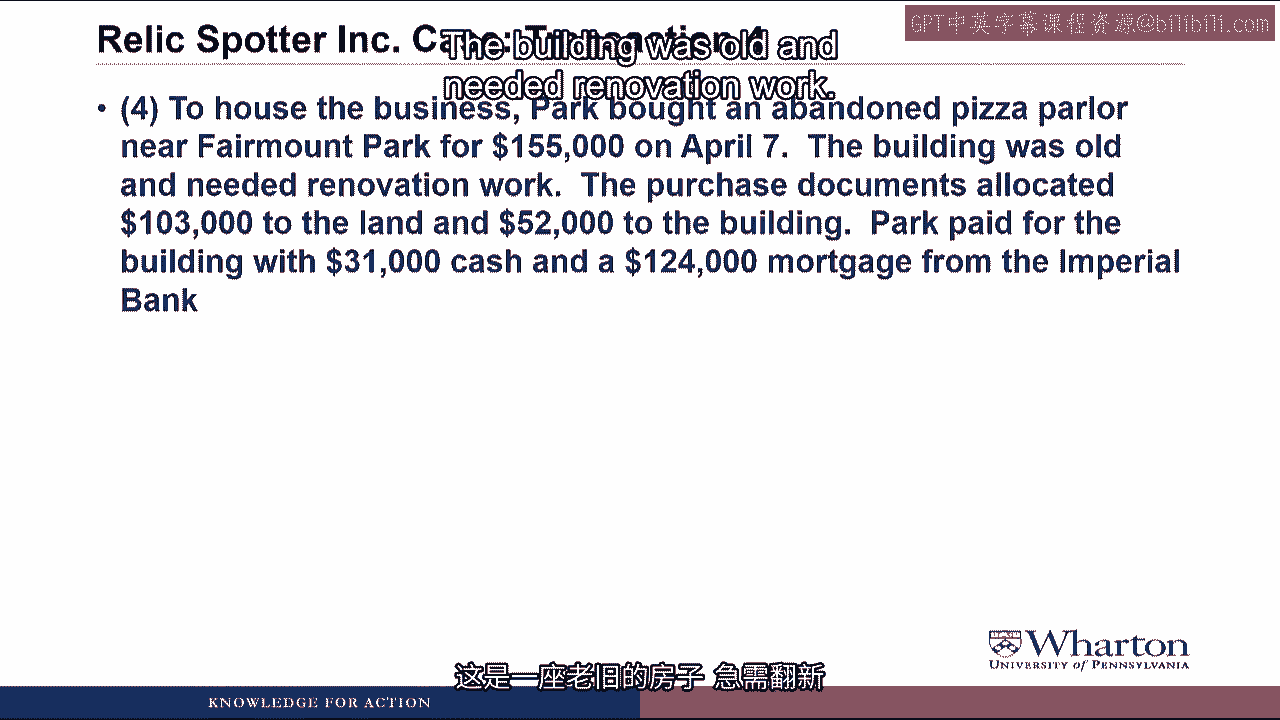 GPT中英字幕课程资源@bilibili.com
Relic Spotter Inc. Case: Transaction 4
The building was old and
needed renovation work.
• (4) To house the business, Park bought an abandoned pizza parlor
near Fairmount Park for $155,000 on April 7. The building was old
and needed renovation work. The purchase documents allocated
$103,000 to the land and $52,000 to the building. Park paid for the
building with $31,000 cash and a $124,000 mortgage from the Imperial
Bank
Wharton
UNIVERSITY of PENNSYLVANIA
这是一座老旧的房子 急需翻新
KNOWLEDGE FOR ACTION